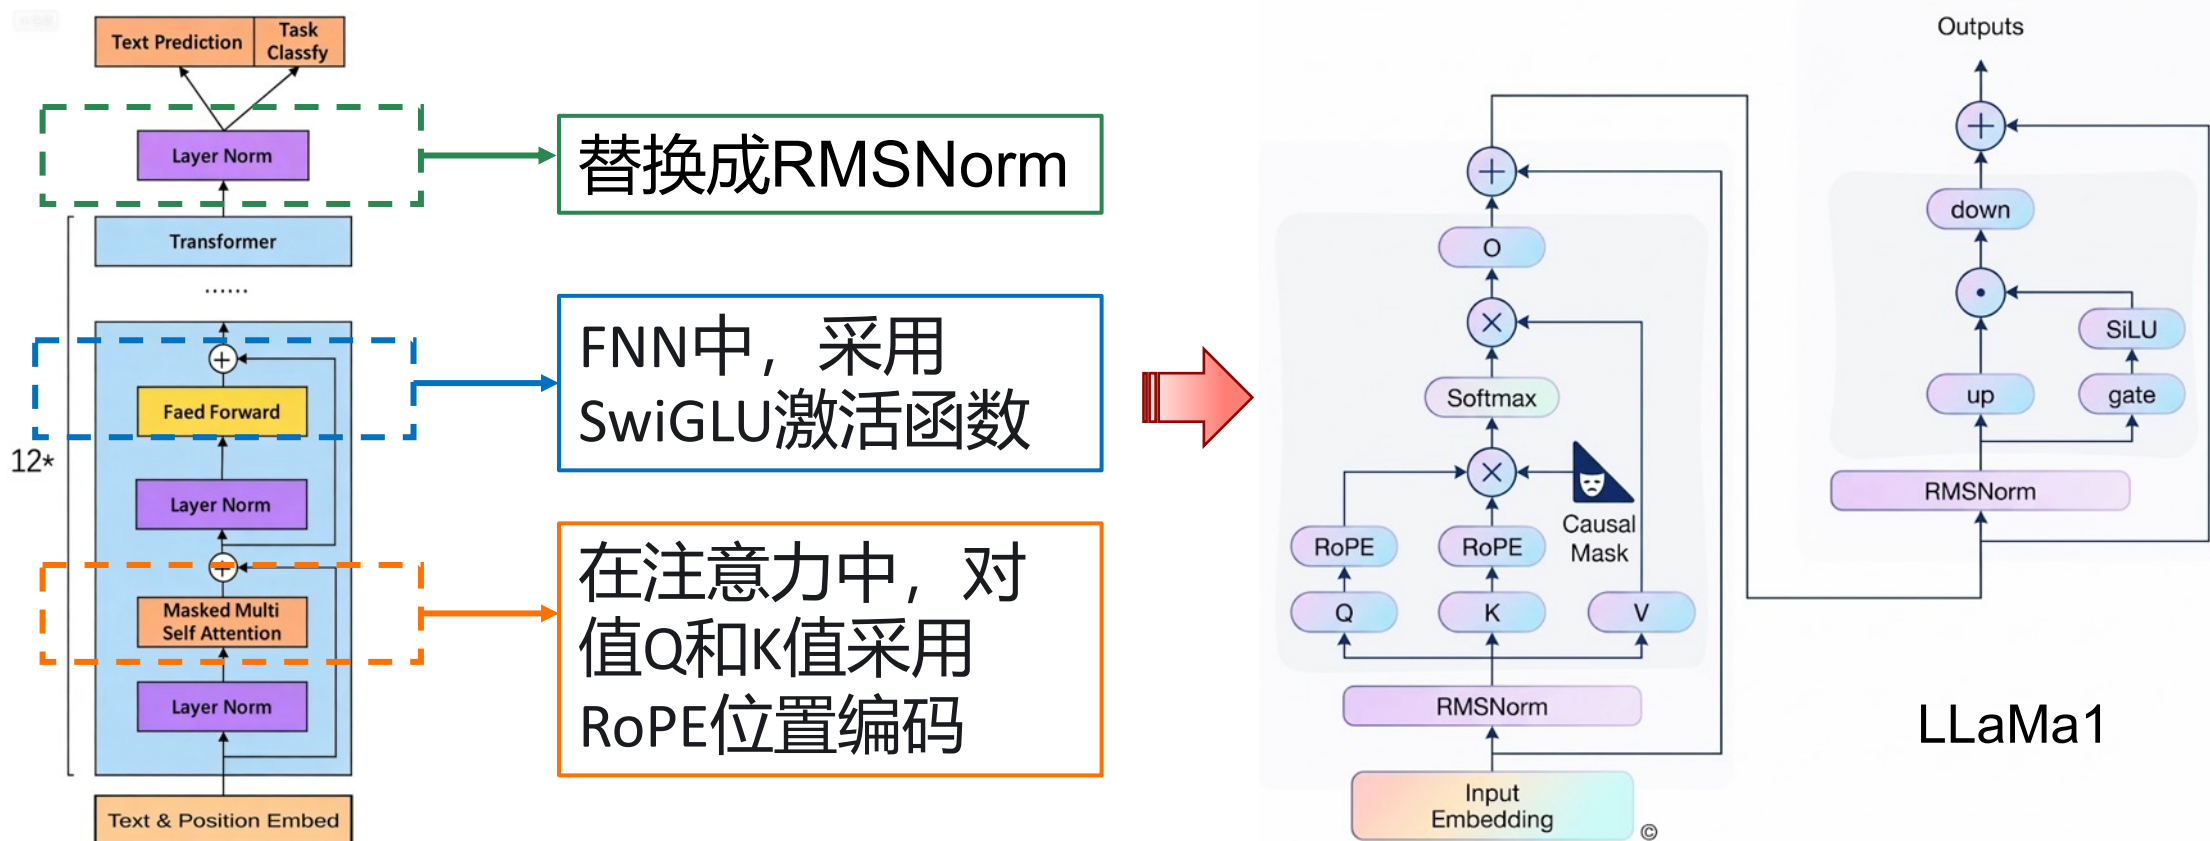 Text Prediction
Task
Classfy
Layer Norm
Transformer
......
Faed Forward
12*
Layer Norm
Masked Multi
Self Attention
Layer Norm
Text & Position Embed
替换成RMSNorm
FNN中，采用
SwiGLU激活函数
在注意力中，对
值Q和K值采用
RoPE位置编码
O
Softmax
Causal
Mask
RoPE
RoPE
Q
K
V
RMSNorm
Input
Embedding
©
Outputs
down
SiLU
up
gate
RMSNorm
LLaMa1